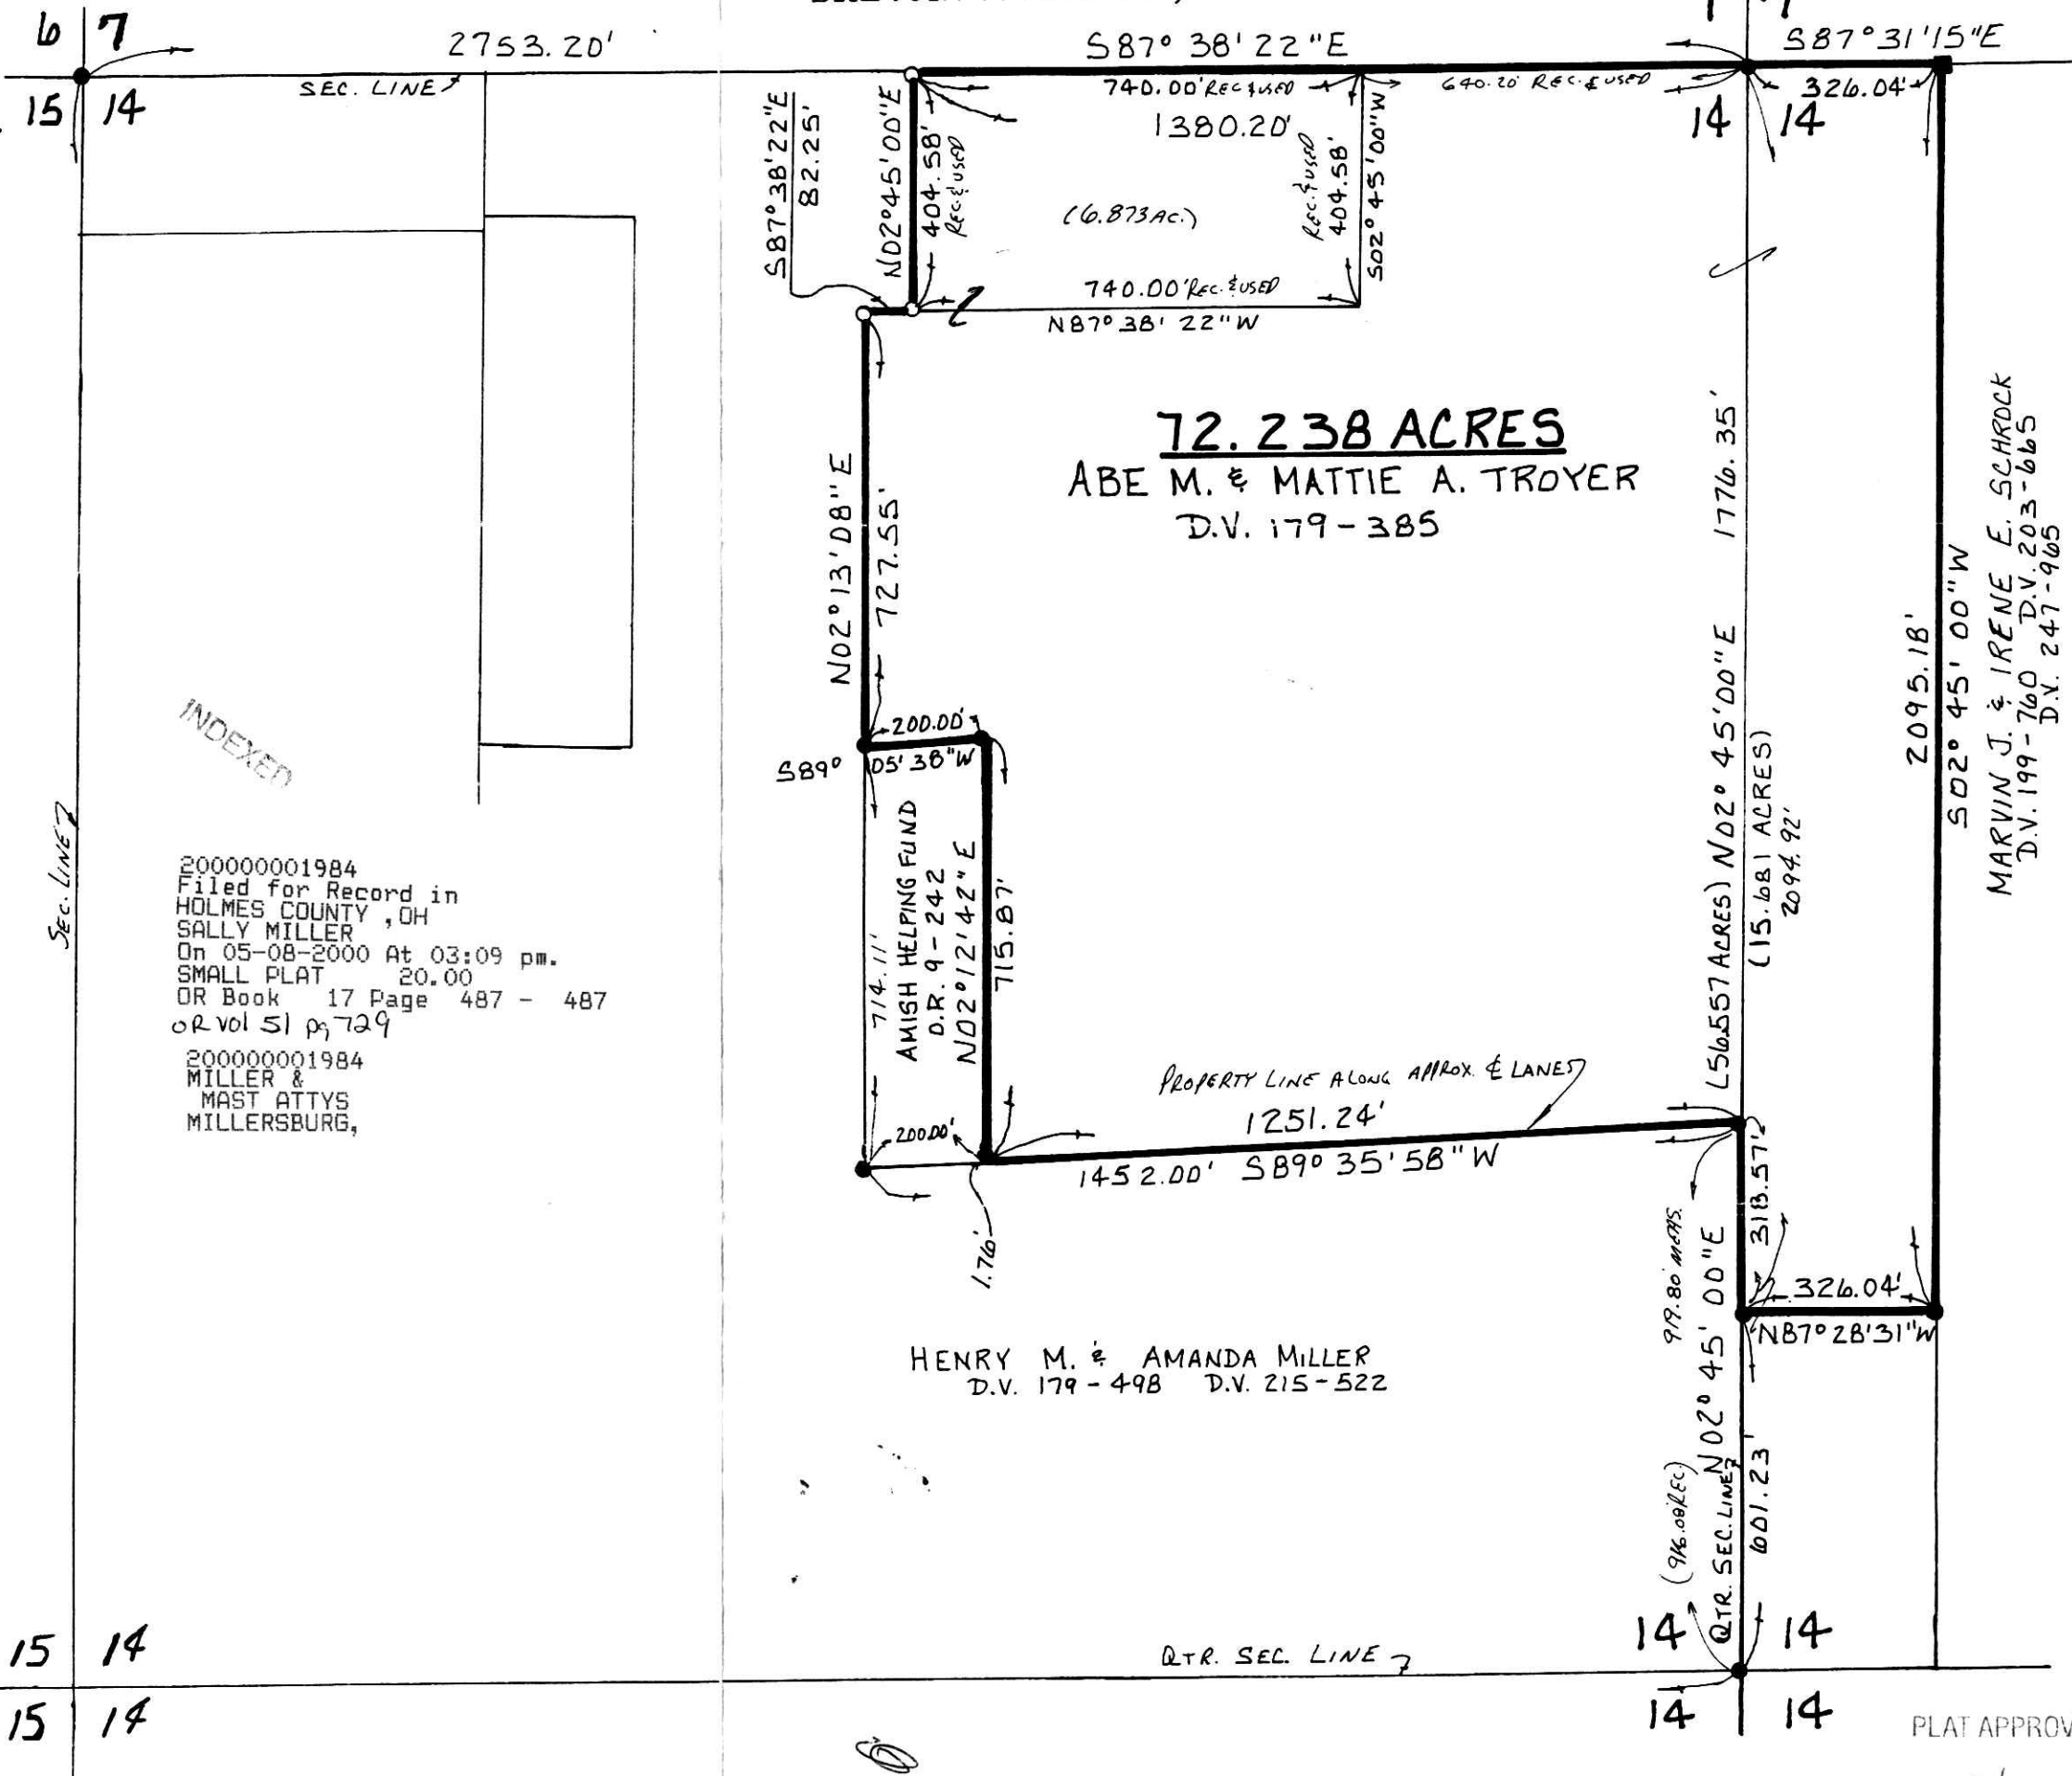 6 7
2753.20'
S87° 38' 22"E
S87°31'15"E
SEC. LINE
740.00' REC & USED
640.20 REC. & USED
326.04'
15 14
1380.20'
14 14
S87°38'22"E
82.25'
N02°45'00"E
404.58'
REC. & USED
(6.873 AC.)
REC. & USED
404.58'
S02°45'00"W
740.00' REC. & USED
N87° 38' 22"W
72.238 ACRES
ABE M. & MATTIE A. TROYER
D.V. 179-385
N02°13'08"E
727.55'
1776.35'
N02° 45'00"E
(56.557 ACRES)
(15.681 ACRES)
2094.92'
2095.18'
S02° 45' 00"W
MARVIN J. & IRENE E. SCHROCK
D.V. 199-760 D.V. 203-665
D.V. 247-965
200.00'
S89° 05'38"W
INDEXED
SEC. LINE
714.11'
AMISH HELPING FUND
D.R. 9-242
N02°12'42"E
715.87'
200000001984
Filed for Record in
HOLMES COUNTY , OH
SALLY MILLER
On 05-08-2000 At 03:09 pm.
SMALL PLAT 20.00
OR Book 17 Page 487 - 487
OR vol 51 pg 729
200000001984
MILLER &
MAST ATTYS
MILLERSBURG,
PROPERTY LINE ALONG APPROX. ℄ LANES
1251.24'
200.00'
1452.00' S89° 35' 58"W
1.76'
318.57'
919.80 MEAS.
N02° 45' 00"E
326.04'
N87°28'31"W
HENRY M. & AMANDA MILLER
D.V. 179-498 D.V. 215-522
QTR. SEC. LINE
601.23'
15 14
QTR. SEC. LINE
14 14
15 14
14 14
PLAT APPROV